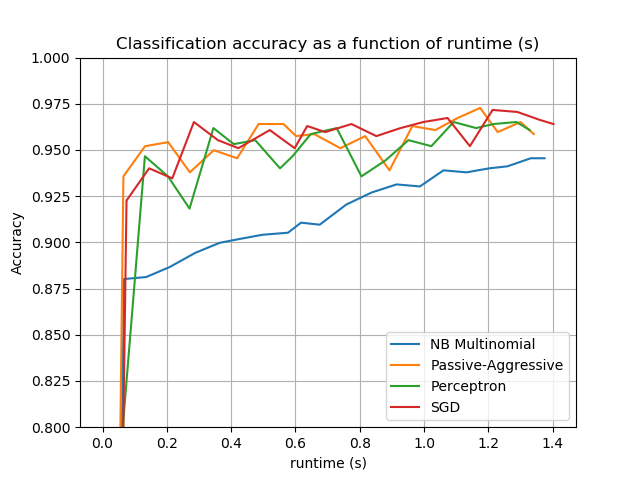 Classification accuracy as a function of runtime (s)
1.000
0.975
0.950
0.925
0.900
0.875
0.850
0.825
0.800
Accuracy
NB Multinomial
Passive-Aggressive
Perceptron
SGD
0.0 0.2 0.4 0.6 0.8 1.0 1.2 1.4
runtime (s)